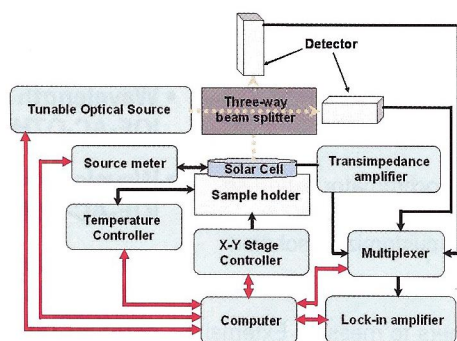 Detector
Tunable Optical Source
Three-way
beam splitter
Source meter
Solar Cell
Transimpedance
amplifier
Sample holder
Temperature
Controller
X-Y Stage
Controller
Multiplexer
Computer
Lock-in amplifier